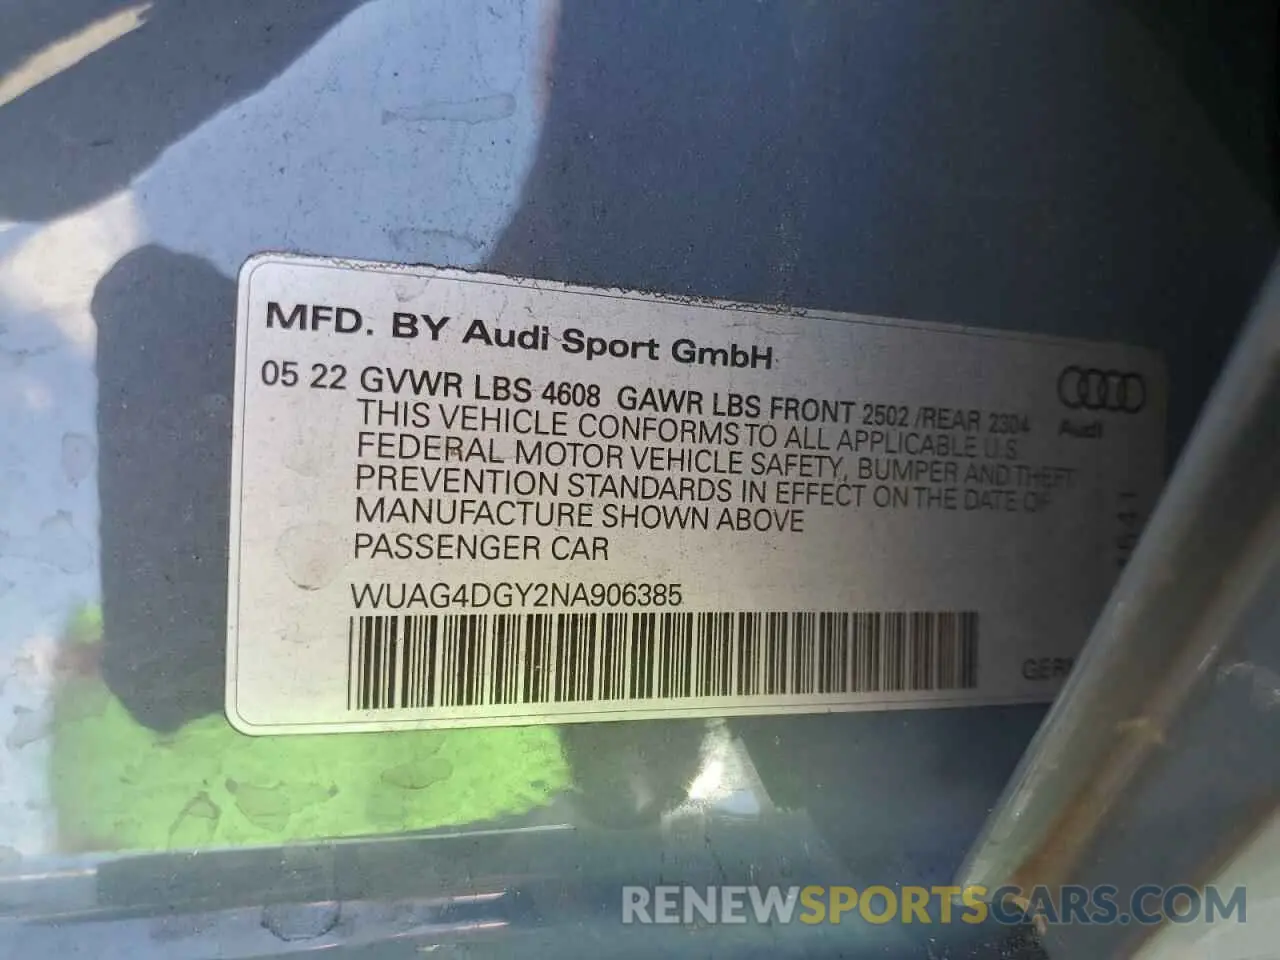 MFD. BY Audi Sport GmbH
05 22 GVWR LBS 4608 GAWR LBS FRONT 2502 /REAR 2304
THIS VEHICLE CONFORMS TO ALL APPLICABLE U.S.
FEDERAL MOTOR VEHICLE SAFETY, BUMPER AND THEFT
PREVENTION STANDARDS IN EFFECT ON THE DATE OF
MANUFACTURE SHOWN ABOVE
PASSENGER CAR
WUAG4DGY2NA906385
Audi
RENEWSPORTSCARS.COM